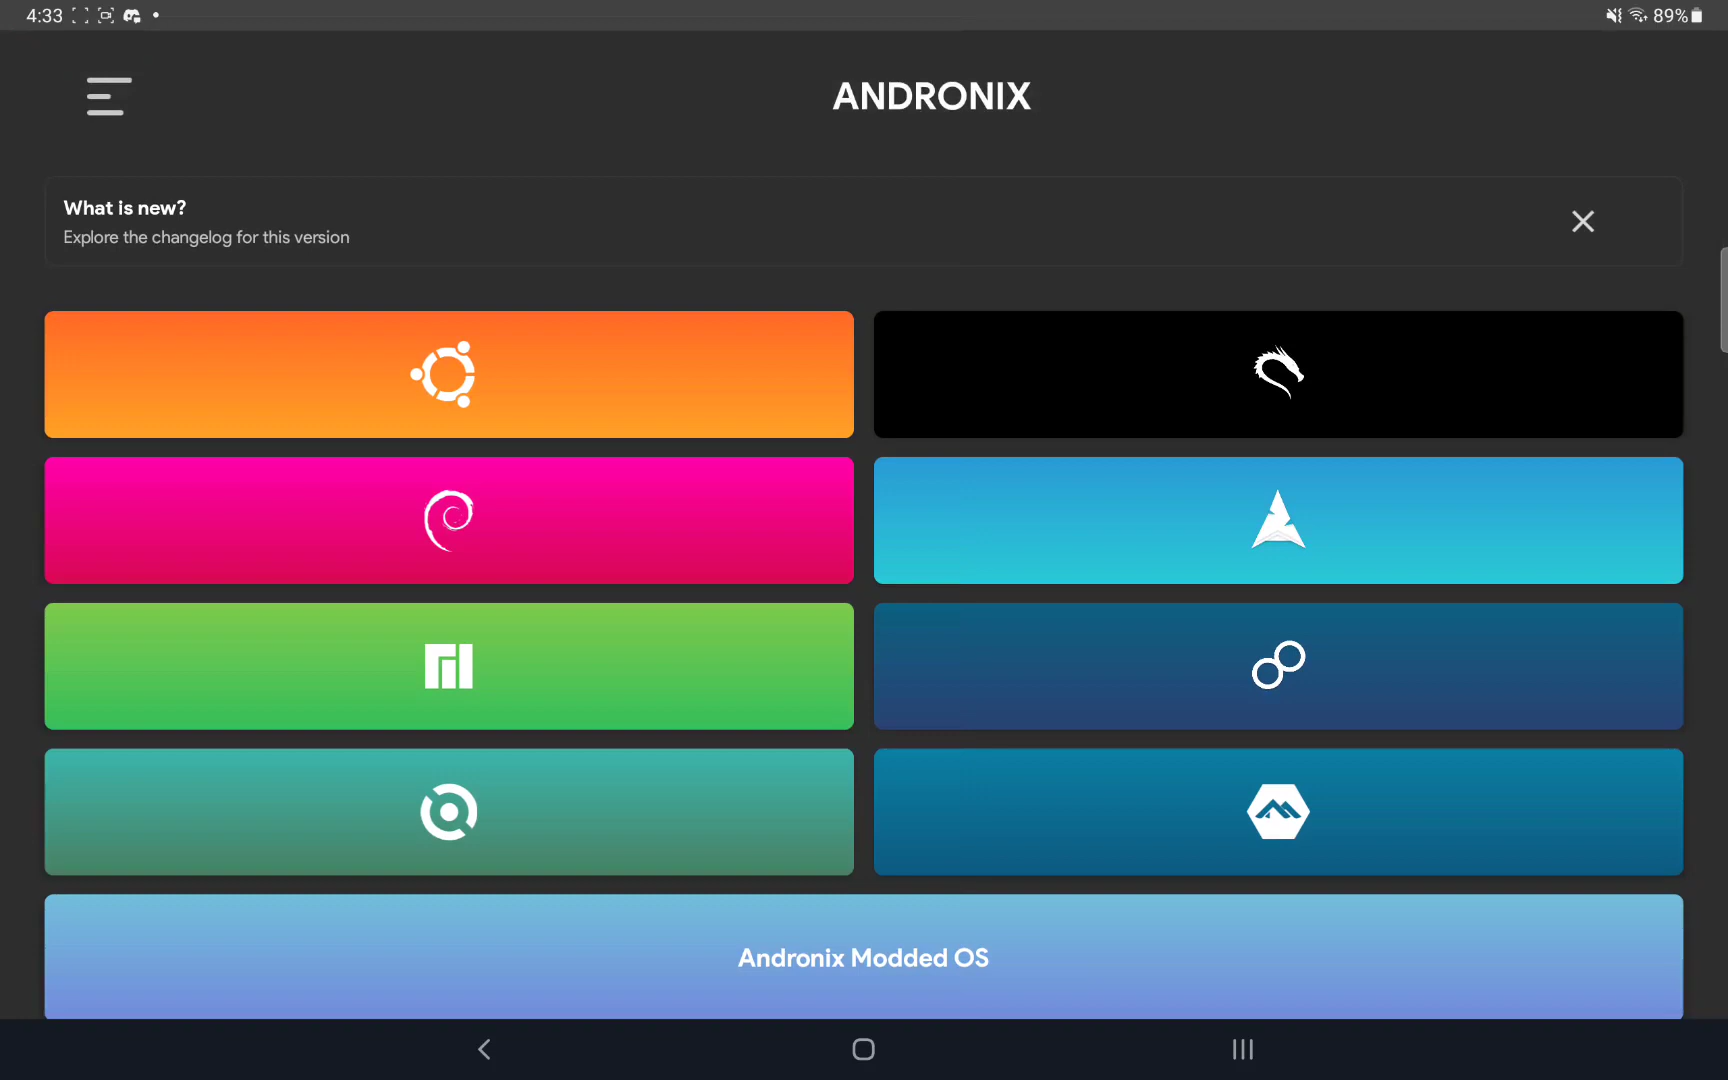 4:33
89%
ANDRONIX
What is new?
Explore the changelog for this version
Andronix Modded OS